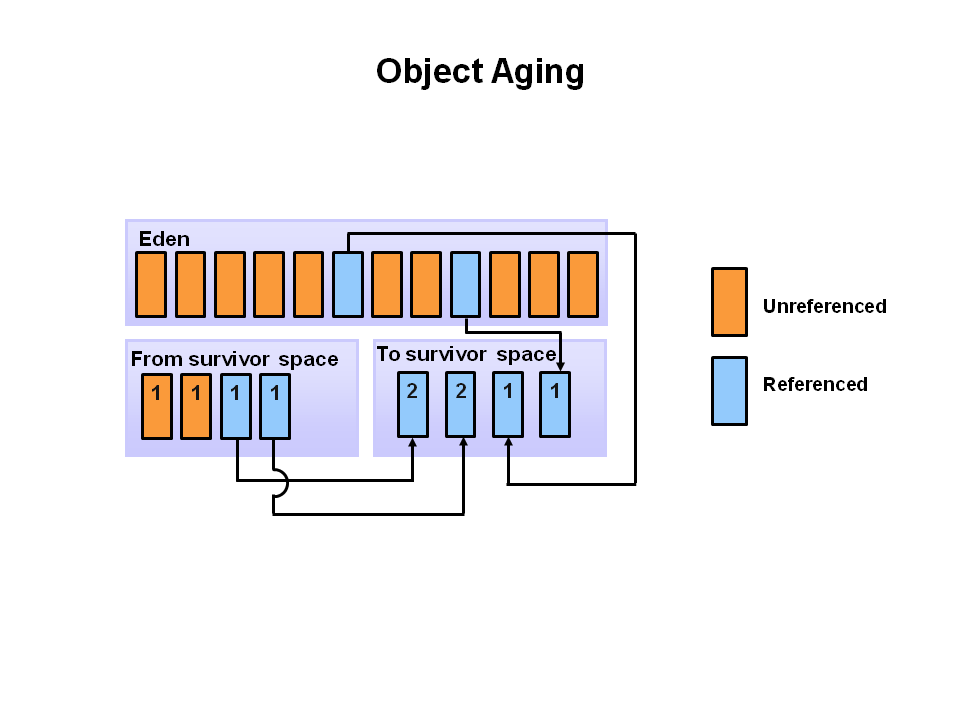 Object Aging
Eden
From survivor space
To survivor space
1 1 1 1
2 2 1 1
Unreferenced
Referenced